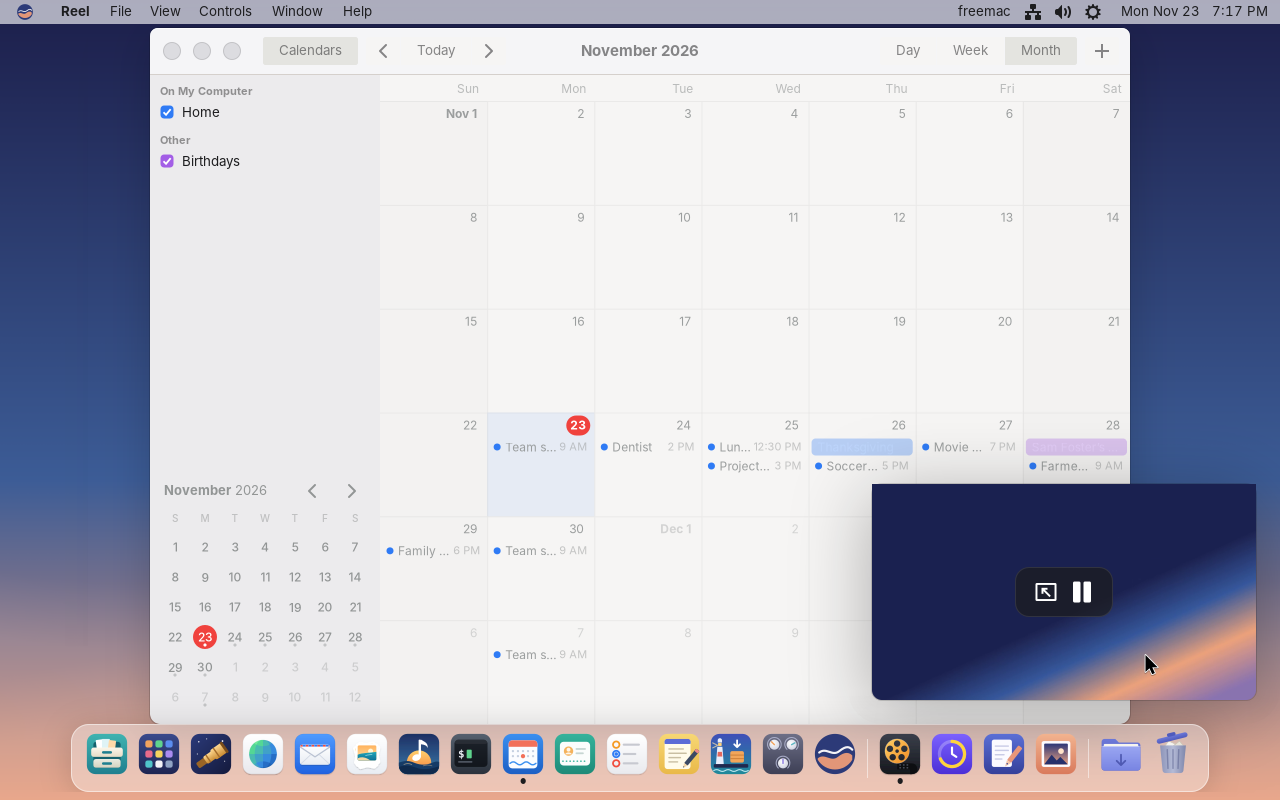 Reel File View Controls Window Help freemac Mon Nov 23 7:17 PM
Calendars Today November 2026 Day Week Month
On My Computer
Home
Other
Birthdays
Sun Mon Tue Wed Thu Fri Sat
Nov 1 2 3 4 5 6 7
8 9 10 11 12 13 14
15 16 17 18 19 20 21
22 23 24 25 26 27 28
Team s... 9 AM Dentist 2 PM Lun... 12:30 PM Movie ... 7 PM
Project... 3 PM Soccer... 5 PM Farme... 9 AM
29 30 Dec 1 2
Family ... 6 PM Team s... 9 AM
6 7 8 9
Team s... 9 AM
November 2026
S M T W T F S
1 2 3 4 5 6 7
8 9 10 11 12 13 14
15 16 17 18 19 20 21
22 23 24 25 26 27 28
29 30 1 2 3 4 5
6 7 8 9 10 11 12
$